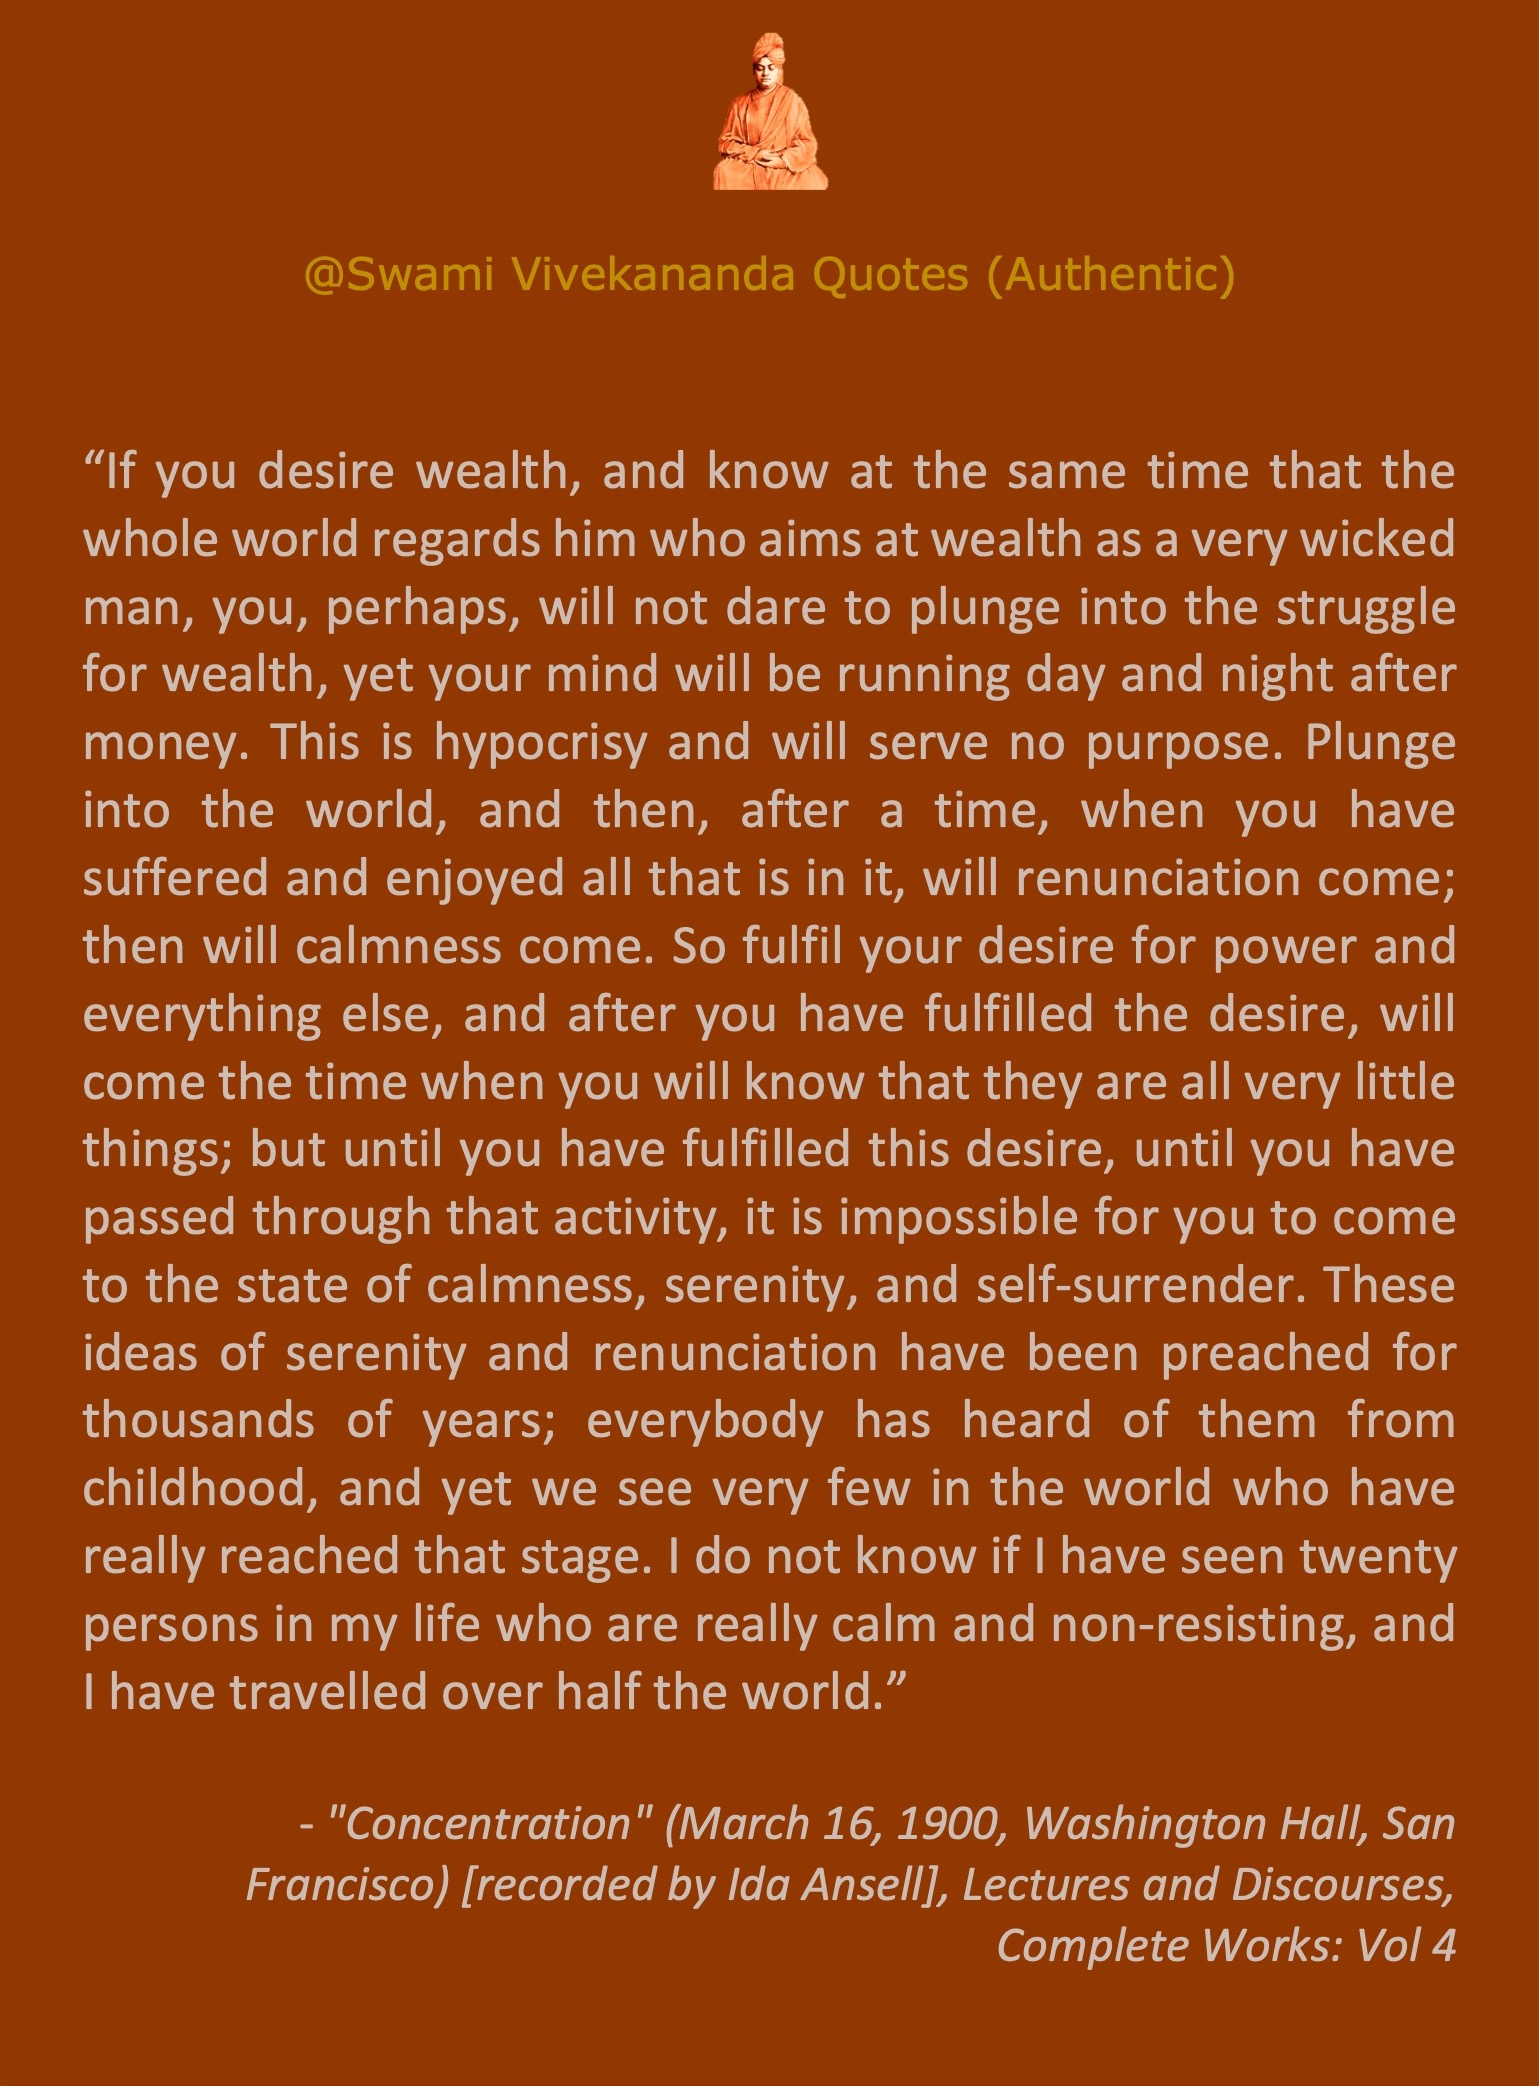 @Swami Vivekananda Quotes (Authentic)
“If you desire wealth, and know at the same time that the
whole world regards him who aims at wealth as a very wicked
man, you, perhaps, will not dare to plunge into the struggle
for wealth, yet your mind will be running day and night after
money. This is hypocrisy and will serve no purpose. Plunge
into the world, and then, after a time, when you have
suffered and enjoyed all that is in it, will renunciation come;
then will calmness come. So fulfil your desire for power and
everything else, and after you have fulfilled the desire, will
come the time when you will know that they are all very little
things; but until you have fulfilled this desire, until you have
passed through that activity, it is impossible for you to come
to the state of calmness, serenity, and self-surrender. These
ideas of serenity and renunciation have been preached for
thousands of years; everybody has heard of them from
childhood, and yet we see very few in the world who have
really reached that stage. I do not know if I have seen twenty
persons in my life who are really calm and non-resisting, and
I have travelled over half the world.”
- "Concentration" (March 16, 1900, Washington Hall, San
Francisco) [recorded by Ida Ansell], Lectures and Discourses,
Complete Works: Vol 4